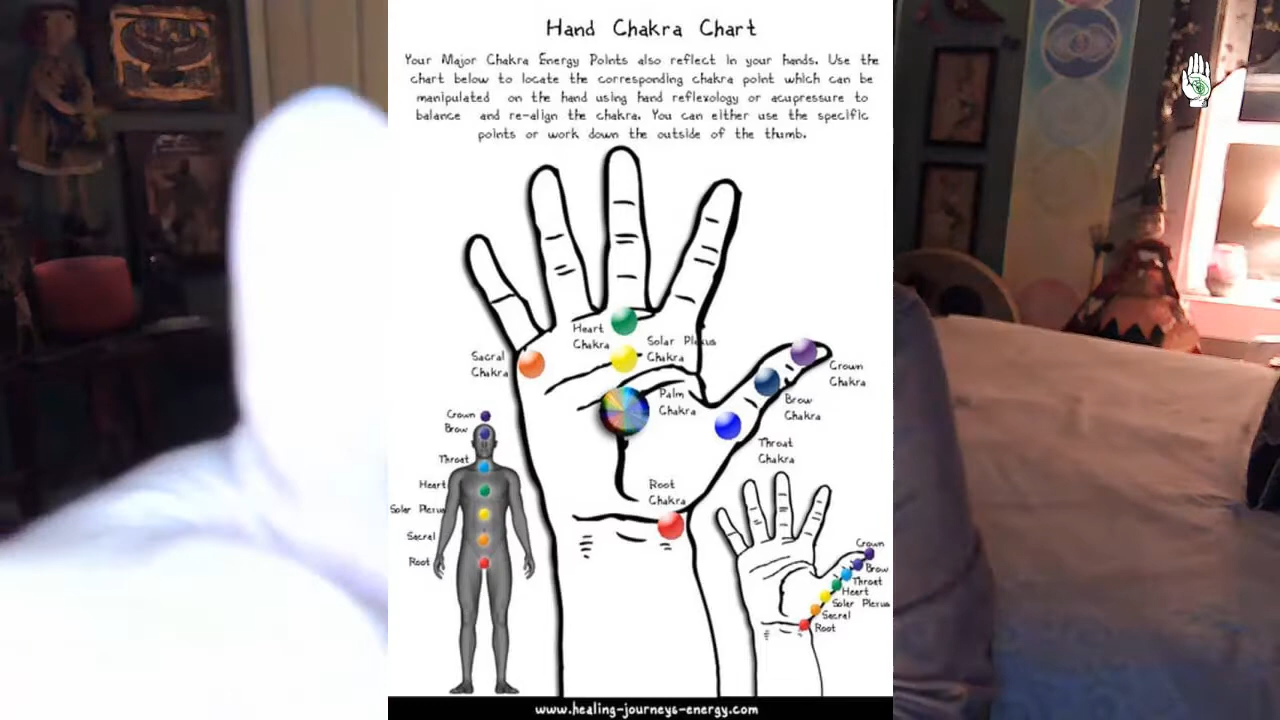 Hand Chakra Chart
Your Major Chakra Energy Points also reflect in your hands. Use the
chart below to locate the corresponding chakra point which can be
manipulated on the hand using hand reflexology or acupressure to
balance and re-align the chakra. You can either use the specific
points or work down the outside of the thumb.
Heart
Chakra
Solar Plexus
Chakra
Sacral
Chakra
Crown
Chakra
Palm
Chakra
Brow
Chakra
Throat
Chakra
Root
Chakra
Crown
Brow
Throat
Heart
Solar Plexus
Sacral
Root
Crown
Brow
Throat
Heart
Solar Plexus
Sacral
Root
www.healing-journeys-energy.com